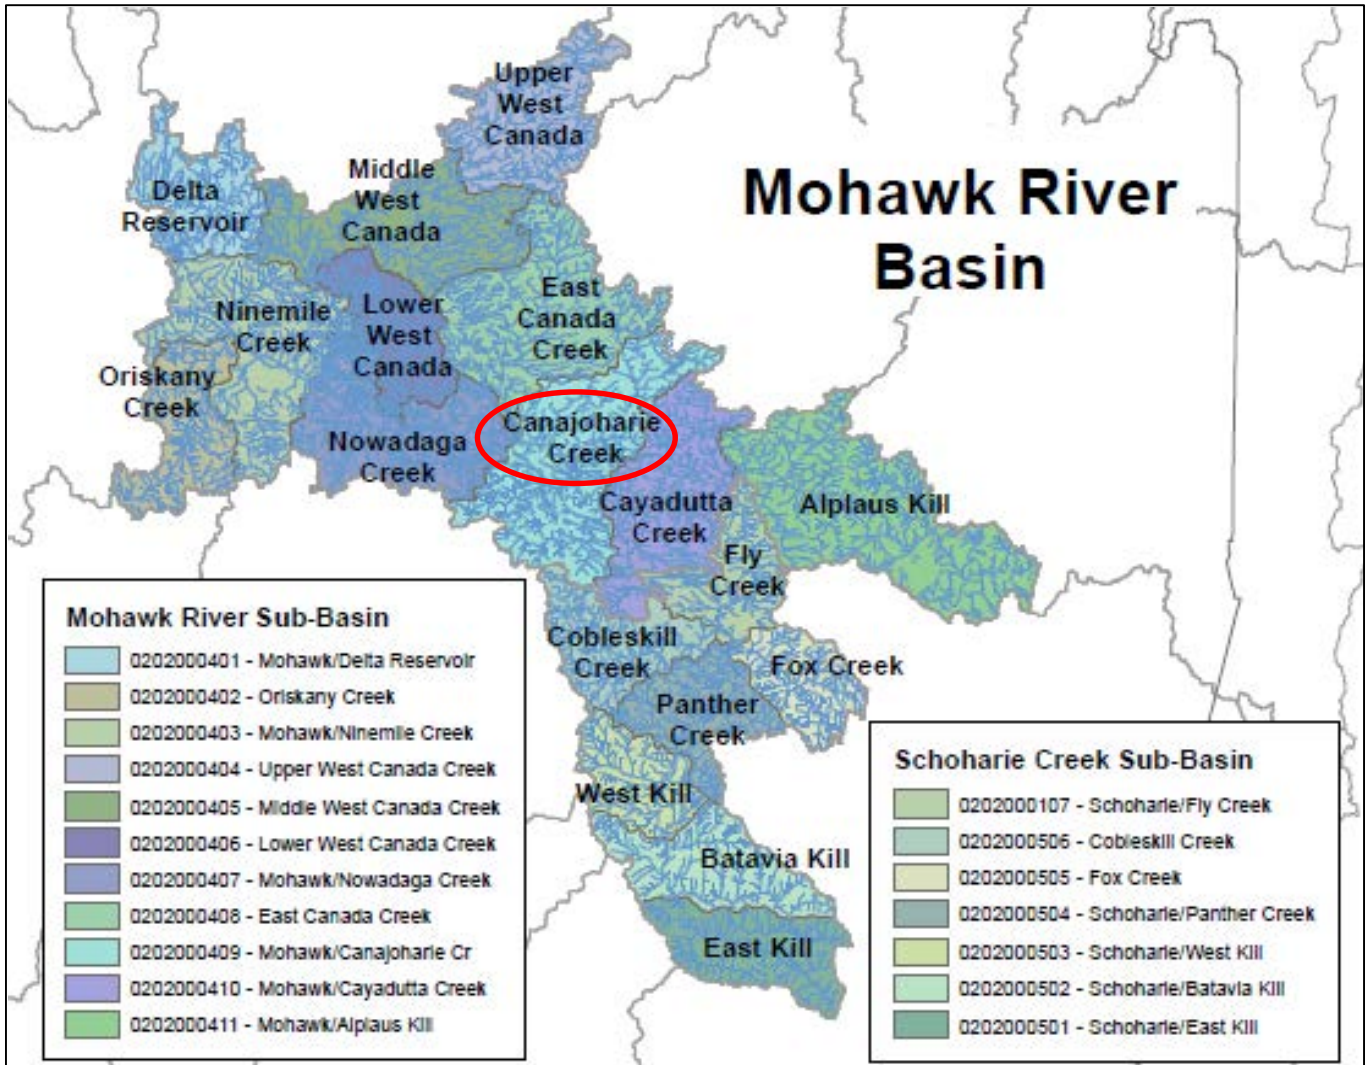 Upper
West
Canada
Middle
West
Canada
Delta
Reservoir
Mohawk River
Basin
Ninemile
Creek
Lower
West
Canada
East
Canada
Creek
Oriskany
Creek
Nowadaga
Creek
Canajoharie
Creek
Cayadutta
Creek
Alplaus Kill
Fly
Creek
Cobleskill
Creek
Fox Creek
Panther
Creek
West Kill
Batavia Kill
East Kill
Mohawk River Sub-Basin
0202000401 - Mohawk/Delta Reservoir
0202000402 - Oriskany Creek
0202000403 - Mohawk/Ninemile Creek
0202000404 - Upper West Canada Creek
0202000405 - Middle West Canada Creek
0202000406 - Lower West Canada Creek
0202000407 - Mohawk/Nowadaga Creek
0202000408 - East Canada Creek
0202000409 - Mohawk/Canajoharie Cr
0202000410 - Mohawk/Cayadutta Creek
0202000411 - Mohawk/Alplaus Kill
Schoharie Creek Sub-Basin
0202000107 - Schoharie/Fly Creek
0202000506 - Cobleskill Creek
0202000505 - Fox Creek
0202000504 - Schoharie/Panther Creek
0202000503 - Schoharie/West Kill
0202000502 - Schoharie/Batavia Kill
0202000501 - Schoharie/East Kill